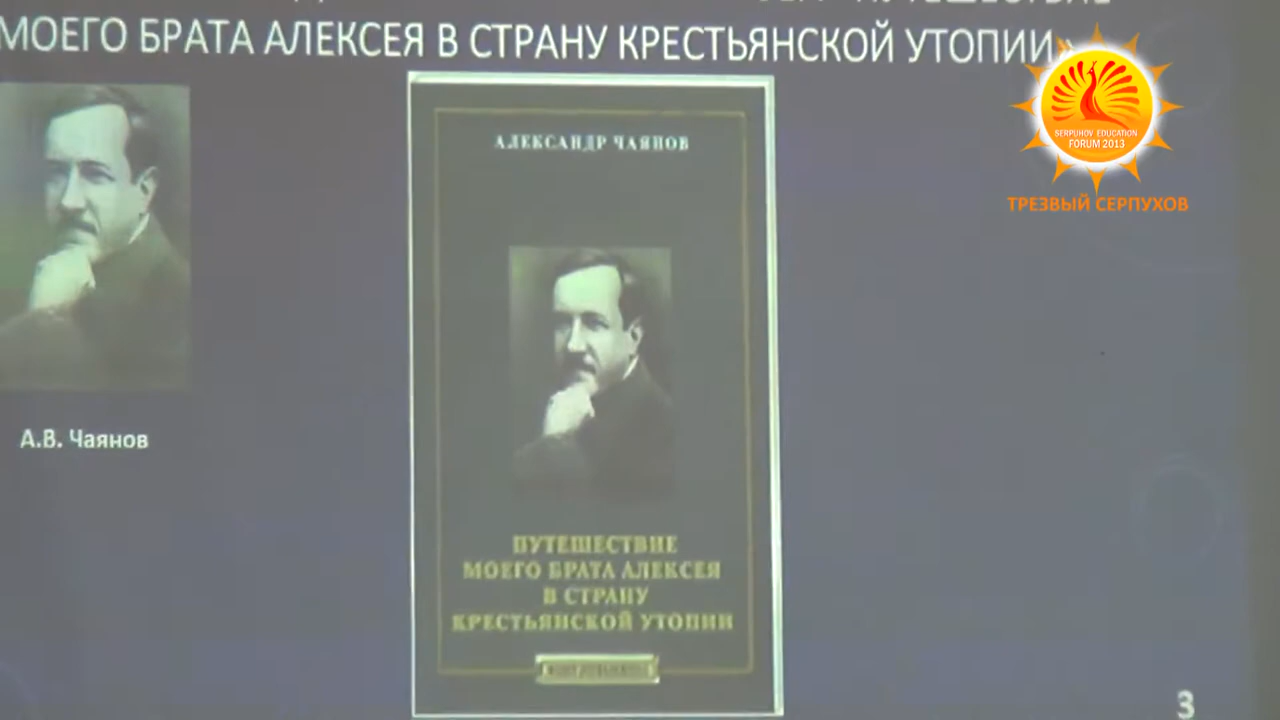 МОЕГО БРАТА АЛЕКСЕЯ В СТРАНУ КРЕСТЬЯНСКОЙ УТОПИИ»
SERPUHOV EDUCATION
FORUM 2013
ТРЕЗВЫЙ СЕРПУХОВ
АЛЕКСАНДР ЧАЯНОВ
А.В. Чаянов
ПУТЕШЕСТВИЕ
МОЕГО БРАТА АЛЕКСЕЯ
В СТРАНУ
КРЕСТЬЯНСКОЙ УТОПИИ
3